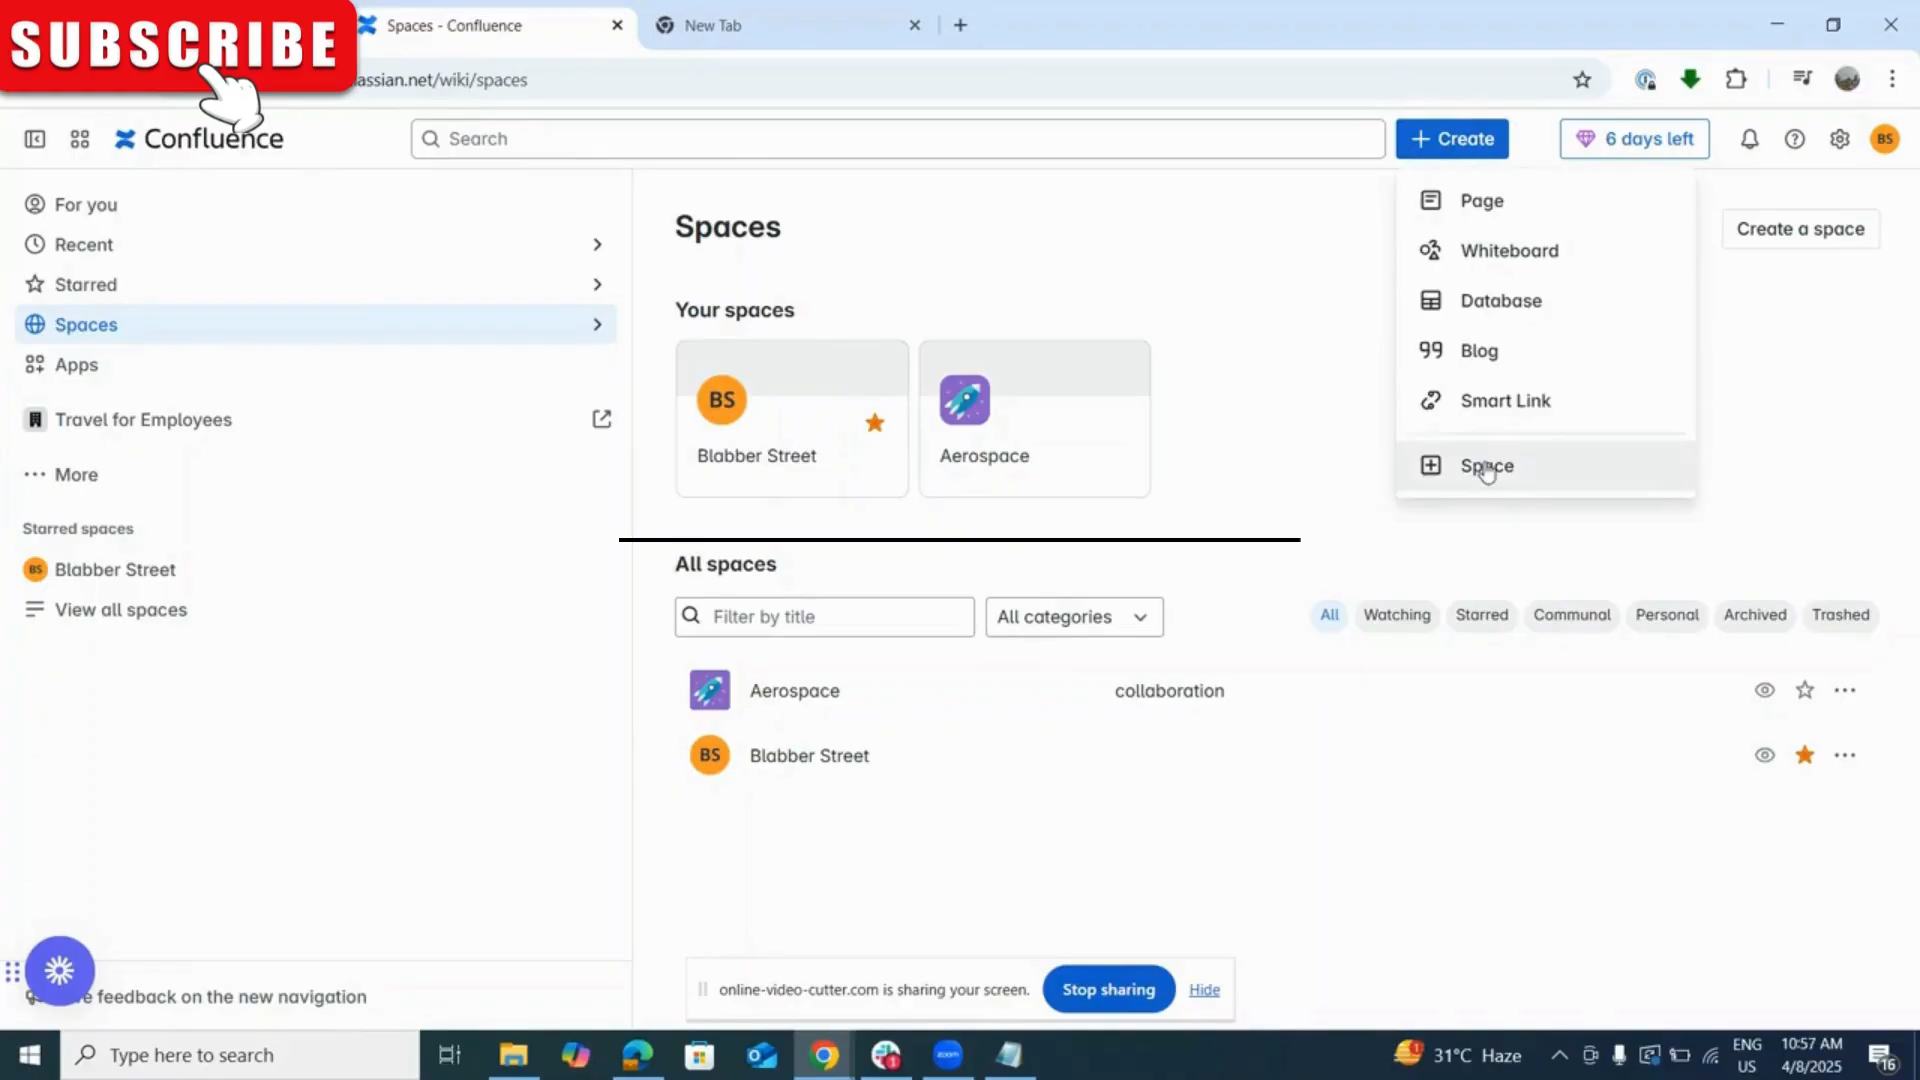 SUBSCRIBE
Spaces - Confluence
New Tab
assian.net/wiki/spaces
Confluence
Search
Create
6 days left
BS
For you
Recent
Starred
Spaces
Apps
Travel for Employees
More
Starred spaces
BS Blabber Street
View all spaces
feedback on the new navigation
Spaces
Create a space
Page
Whiteboard
Database
Blog
Smart Link
Space
Your spaces
BS
Blabber Street
Aerospace
All spaces
Filter by title
All categories
All Watching Starred Communal Personal Archived Trashed
Aerospace collaboration
BS Blabber Street
online-video-cutter.com is sharing your screen. Stop sharing Hide
Type here to search
zoom
31°C Haze
ENG
US
10:57 AM
4/8/2025
16